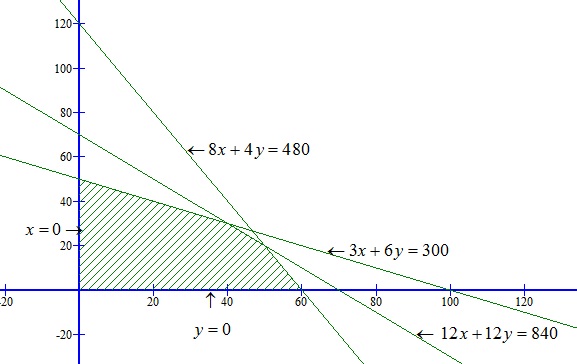 120
100
80
60
← 8x + 4y = 480
40
x = 0 →
20
← 3x + 6y = 300
-20 20 40 60 80 100 120
↑
y = 0
-20
← 12x + 12y = 840